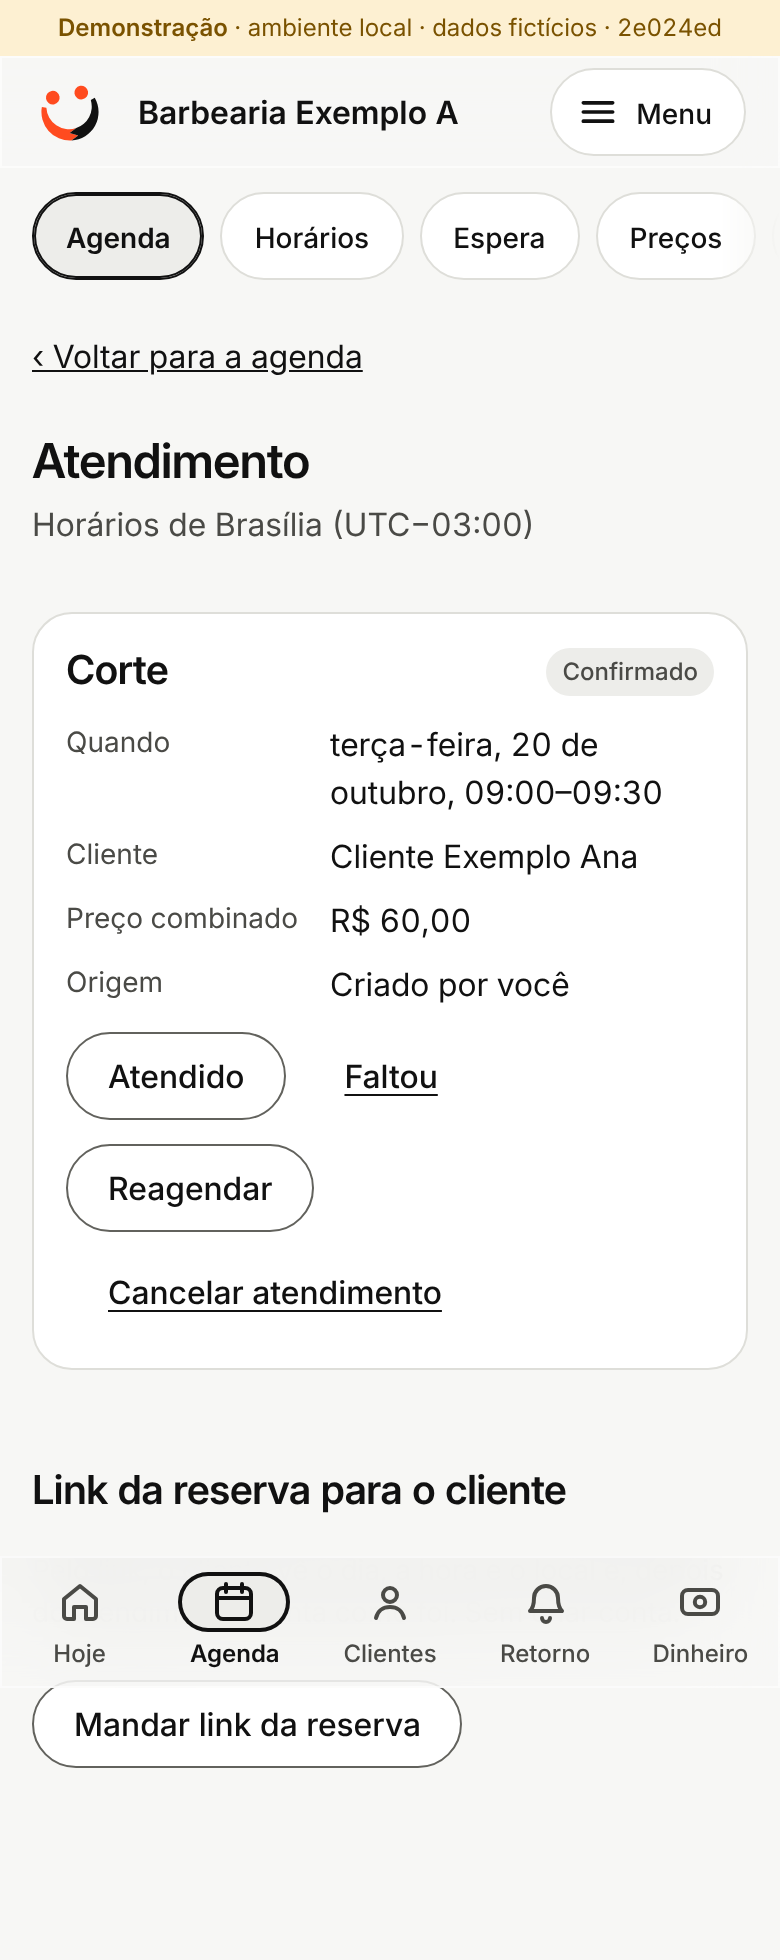 Demonstração · ambiente local · dados fictícios · 2e024ed
Barbearia Exemplo A
Menu
Agenda
Horários
Espera
Preços
‹ Voltar para a agenda
Atendimento
Horários de Brasília (UTC−03:00)
Corte
Confirmado
Quando
terça-feira, 20 de
outubro, 09:00–09:30
Cliente
Cliente Exemplo Ana
Preço combinado
R$ 60,00
Origem
Criado por você
Atendido
Faltou
Reagendar
Cancelar atendimento
Link da reserva para o cliente
Hoje
Agenda
Clientes
Retorno
Dinheiro
Mandar link da reserva